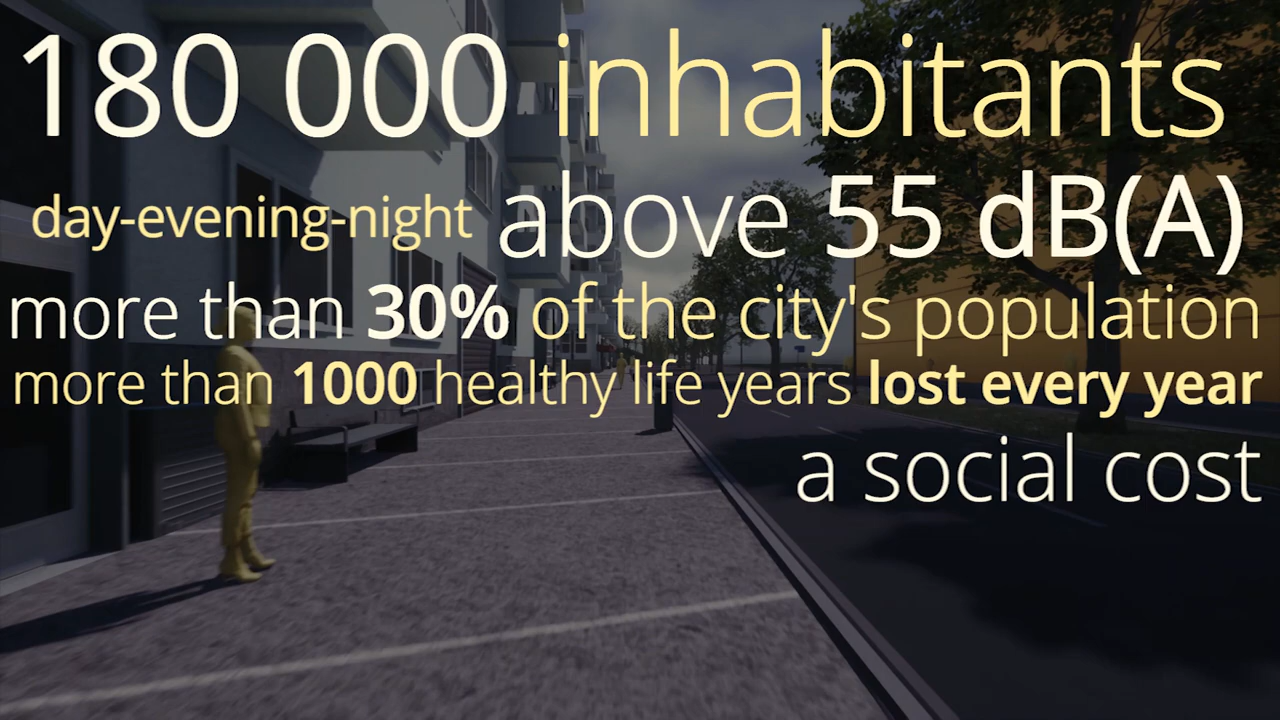 180 000 inhabitants
day-evening-night above 55 dB(A)
more than 30% of the city's population
more than 1000 healthy life years lost every year
a social cost